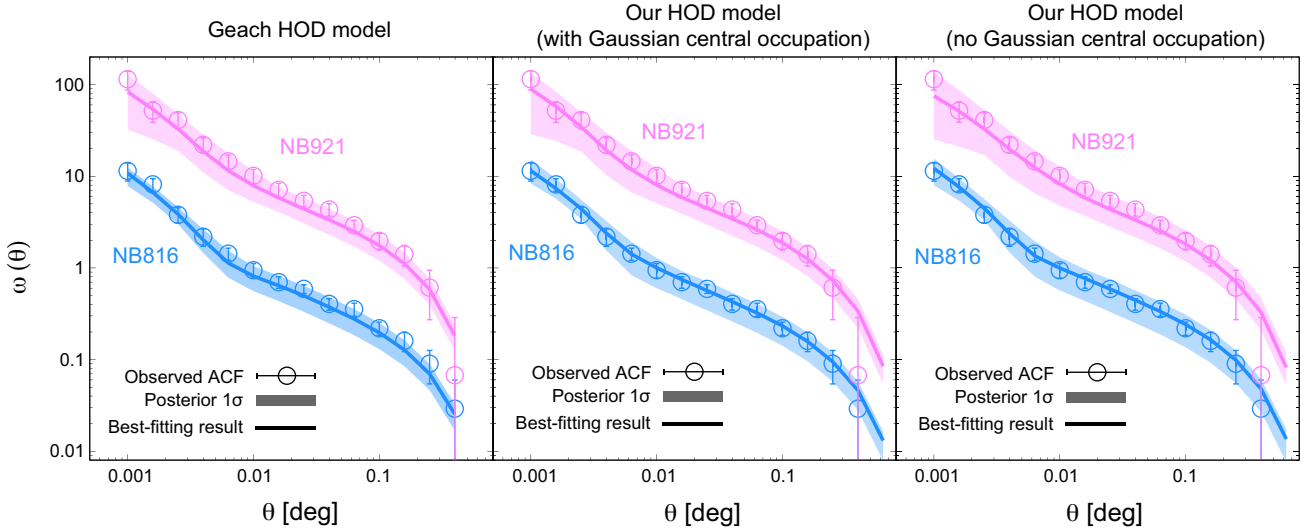 Geach HOD model
Our HOD model
(with Gaussian central occupation)
Our HOD model
(no Gaussian central occupation)
ω (θ)
100
10
1
0.1
0.01
NB921
NB816
Observed ACF
Posterior 1σ
Best-fitting result
0.001
0.01
0.1
θ [deg]
NB921
NB816
Observed ACF
Posterior 1σ
Best-fitting result
0.001
0.01
0.1
θ [deg]
NB921
NB816
Observed ACF
Posterior 1σ
Best-fitting result
0.001
0.01
0.1
θ [deg]